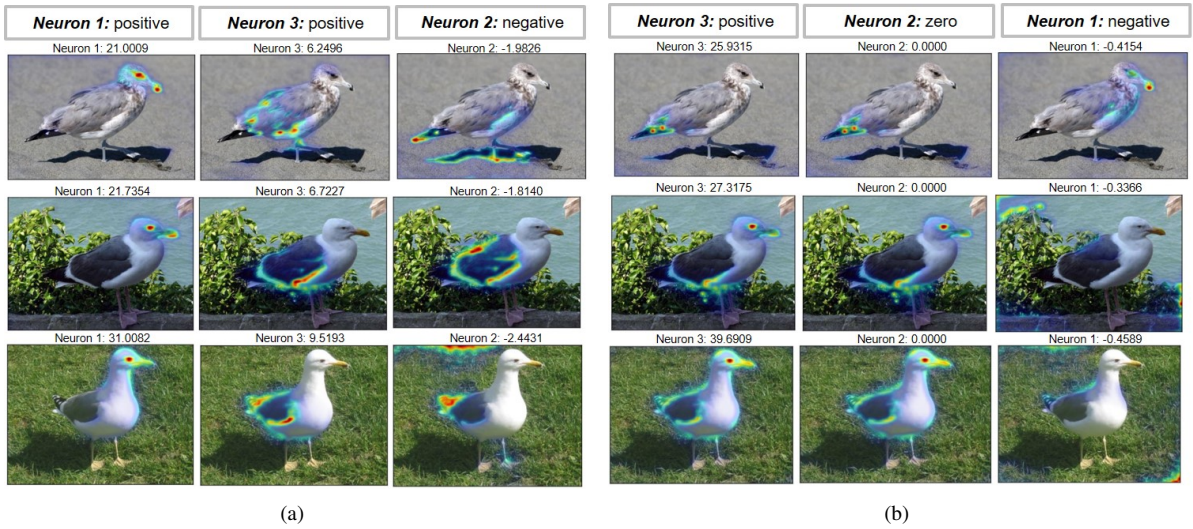 Neuron 1: positive
Neuron 3: positive
Neuron 2: negative
Neuron 1: 21.0009
Neuron 3: 6.2496
Neuron 2: -1.9826
Neuron 1: 21.7354
Neuron 3: 6.7227
Neuron 2: -1.8140
Neuron 1: 31.0082
Neuron 3: 9.5193
Neuron 2: -2.4431
(a)
Neuron 3: positive
Neuron 2: zero
Neuron 1: negative
Neuron 3: 25.9315
Neuron 2: 0.0000
Neuron 1: -0.4154
Neuron 3: 27.3175
Neuron 2: 0.0000
Neuron 1: -0.3366
Neuron 3: 39.6909
Neuron 2: 0.0000
Neuron 1: -0.4589
(b)